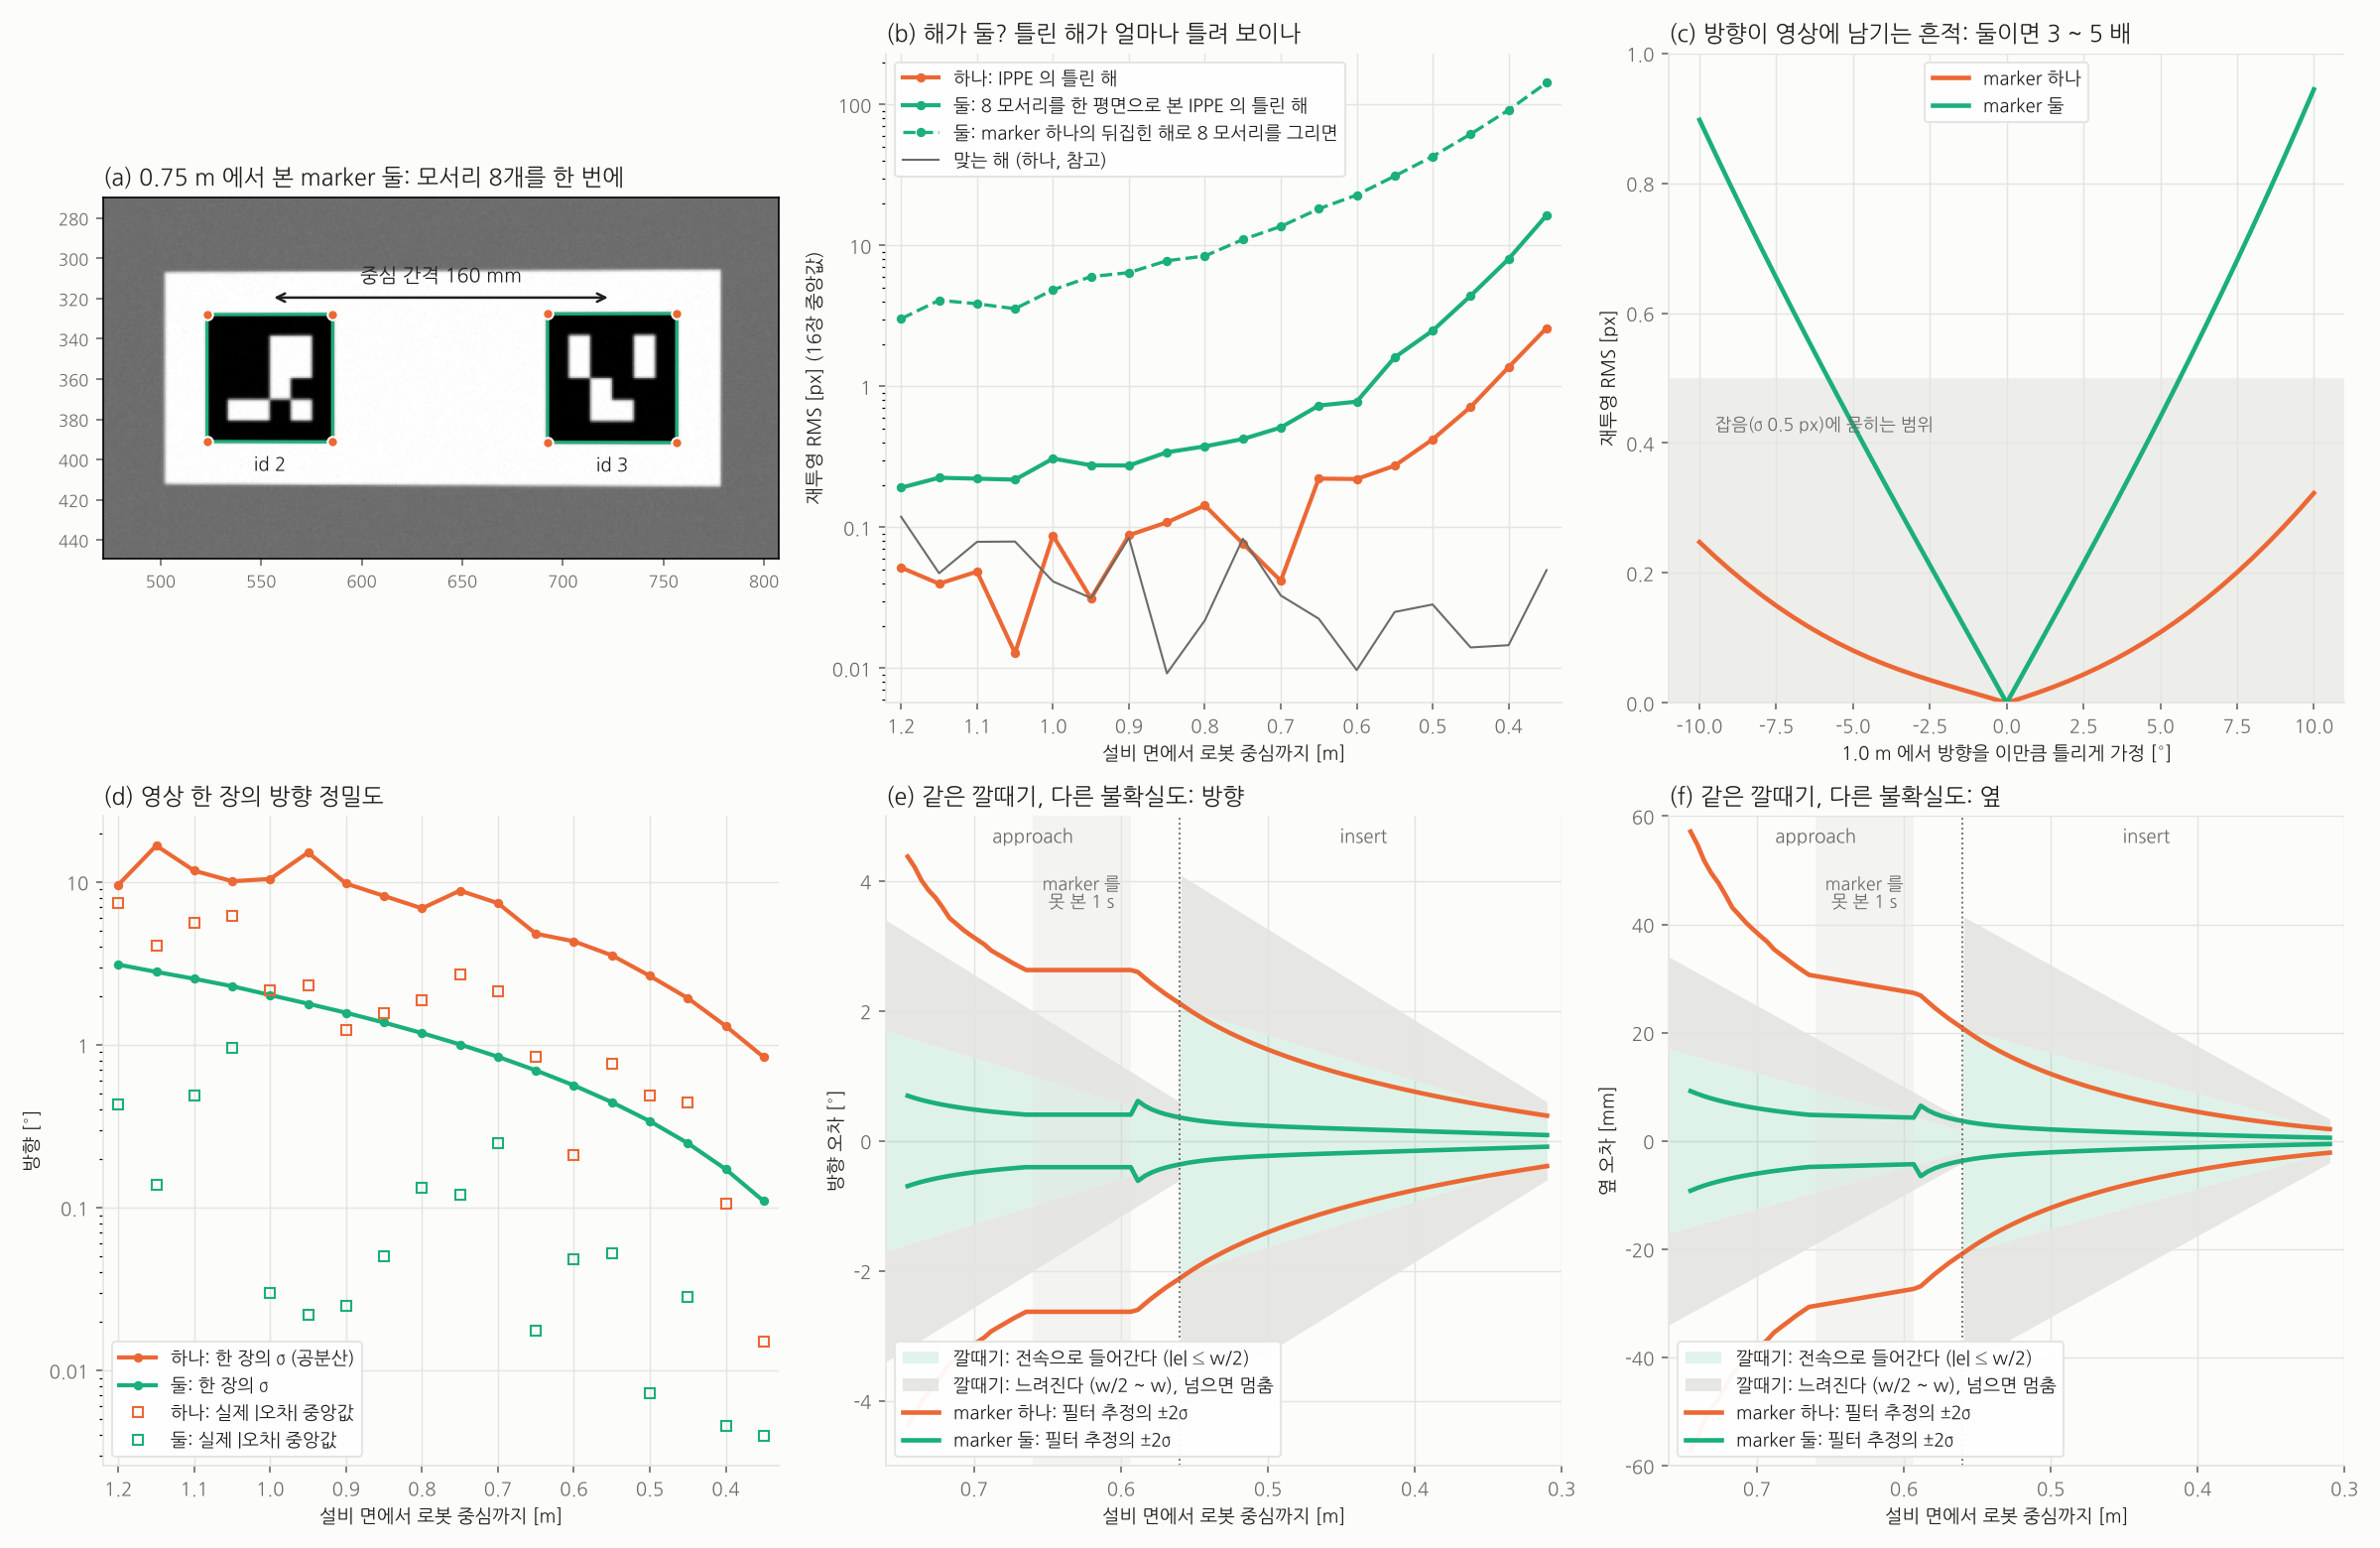 (a) 0.75 m 에서 본 marker 둘: 모서리 8개를 한 번에
280
300
320
340
360
380
400
420
440
중심 간격 160 mm
id 2
id 3
500
550
600
650
700
750
800
(b) 해가 둘? 틀린 해가 얼마나 틀려 보이나
하나: IPPE 의 틀린 해
둘: 8 모서리를 한 평면으로 본 IPPE 의 틀린 해
둘: marker 하나의 뒤집힌 해로 8 모서리를 그리면
맞는 해 (하나, 참고)
재투영 RMS [px] (16장 중앙값)
100
10
1
0.1
0.01
1.2
1.1
1.0
0.9
0.8
0.7
0.6
0.5
0.4
설비 면에서 로봇 중심까지 [m]
(c) 방향이 영상에 남기는 흔적: 둘이면 3 ~ 5 배
marker 하나
marker 둘
재투영 RMS [px]
1.0
0.8
0.6
0.4
0.2
0.0
잡음(σ 0.5 px)에 묻히는 범위
-10.0
-7.5
-5.0
-2.5
0.0
2.5
5.0
7.5
10.0
1.0 m 에서 방향을 이만큼 틀리게 가정 [°]
(d) 영상 한 장의 방향 정밀도
방향 [°]
10
1
0.1
0.01
하나: 한 장의 σ (공분산)
둘: 한 장의 σ
하나: 실제 |오차| 중앙값
둘: 실제 |오차| 중앙값
1.2
1.1
1.0
0.9
0.8
0.7
0.6
0.5
0.4
설비 면에서 로봇 중심까지 [m]
(e) 같은 깔때기, 다른 불확실도: 방향
approach
insert
marker 를
못 본 1 s
방향 오차 [°]
4
2
0
-2
-4
깔때기: 전속으로 들어간다 (|e| ≤ w/2)
깔때기: 느려진다 (w/2 ~ w), 넘으면 멈춤
marker 하나: 필터 추정의 ±2σ
marker 둘: 필터 추정의 ±2σ
0.7
0.6
0.5
0.4
0.3
설비 면에서 로봇 중심까지 [m]
(f) 같은 깔때기, 다른 불확실도: 옆
approach
insert
marker 를
못 본 1 s
옆 오차 [mm]
60
40
20
0
-20
-40
-60
깔때기: 전속으로 들어간다 (|e| ≤ w/2)
깔때기: 느려진다 (w/2 ~ w), 넘으면 멈춤
marker 하나: 필터 추정의 ±2σ
marker 둘: 필터 추정의 ±2σ
0.7
0.6
0.5
0.4
0.3
설비 면에서 로봇 중심까지 [m]